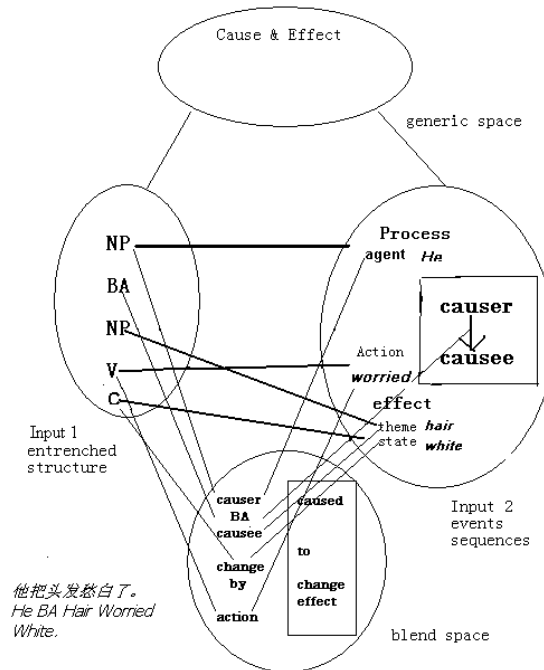 Cause & Effect
generic space
NP
BA
NP
V
C
Input 1
entrenched
structure
Process
agent He
causer
causee
Action
worried
effect
theme hair
state white
Input 2
events
sequences
causer
BA
causee
change
by
action
caused
to
change
effect
blend space
他把头发愁白了。
He BA Hair Worried
White.